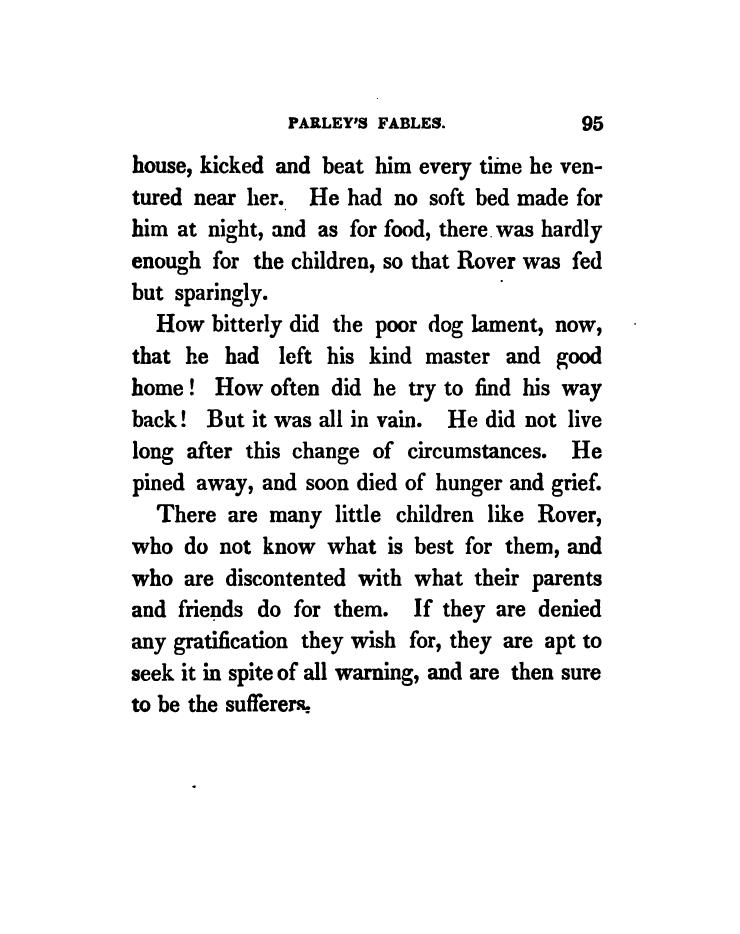 PARLEY'S FABLES. 95
house, kicked and beat him every time he ven-
tured near her. He had no soft bed made for
him at night, and as for food, there was hardly
enough for the children, so that Rover was fed
but sparingly.
How bitterly did the poor dog lament, now,
that he had left his kind master and good
home! How often did he try to find his way
back! But it was all in vain. He did not live
long after this change of circumstances. He
pined away, and soon died of hunger and grief.
There are many little children like Rover,
who do not know what is best for them, and
who are discontented with what their parents
and friends do for them. If they are denied
any gratification they wish for, they are apt to
seek it in spite of all warning, and are then sure
to be the sufferers.